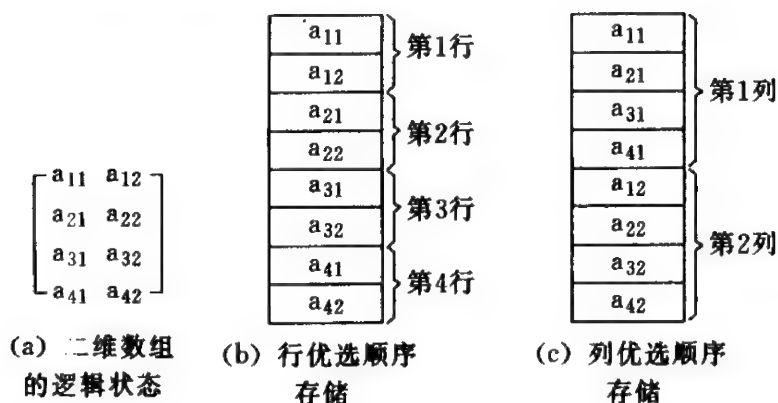 a11 a12
a21 a22
a31 a32
a41 a42
(a) 二维数组
的逻辑状态
a11
a12
a21
a22
a31
a32
a41
a42
第1行
第2行
第3行
第4行
(b) 行优选顺序
存储
a11
a21
a31
a41
a12
a22
a32
a42
第1列
第2列
(c) 列优选顺序
存储